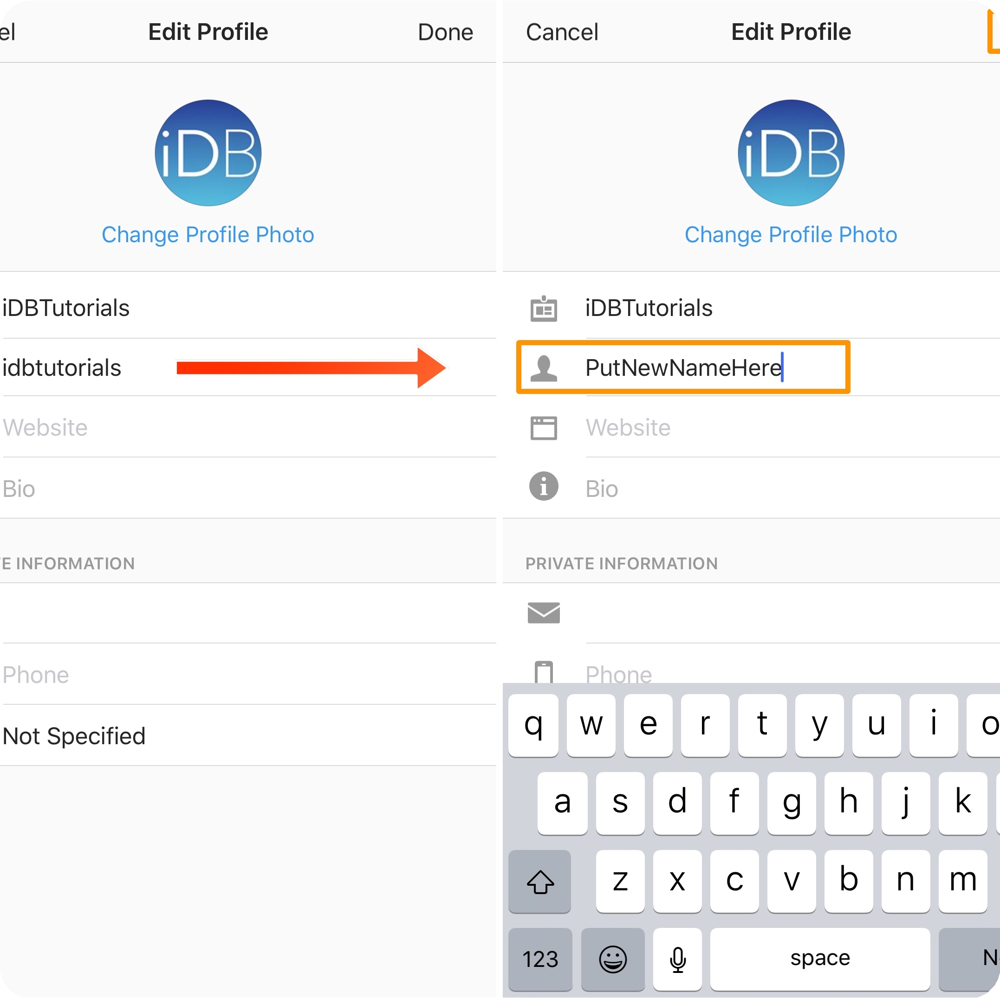 el Edit Profile Done
iDB
Change Profile Photo
iDBTutorials
idbtutorials
Website
Bio
E INFORMATION
Phone
Not Specified
Cancel Edit Profile
iDB
Change Profile Photo
iDBTutorials
PutNewNameHere
Website
Bio
PRIVATE INFORMATION
Phone
q w e r t y u i o
a s d f g h j k
z x c v b n m
123 space N